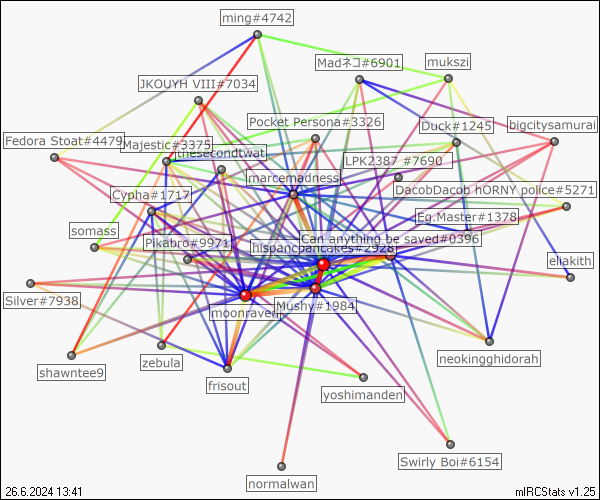 ming#4742
Madネコ#6901
mukszi
JKOUYH VIII#7034
Pocket Persona#3326
Duck#1245
bigcitysamurai
Fedora Stoat#4479
Majestic#3375
thesecondtwat
LPK2387 #7690
marcemadness
DacobDacob hORNY police#5271
Cypha#1717
Eg.Master#1378
somass
Pikabro#9971
Can anything be saved#0396
hispanicpancakes#2928
eliakith
Silver#7938
moonraven
Mushy#1984
shawntee9
zebula
frisout
neokingghidorah
yoshimanden
Swirly Boi#6154
normalwan
26.6.2024 13:41
mIRCStats v1.25